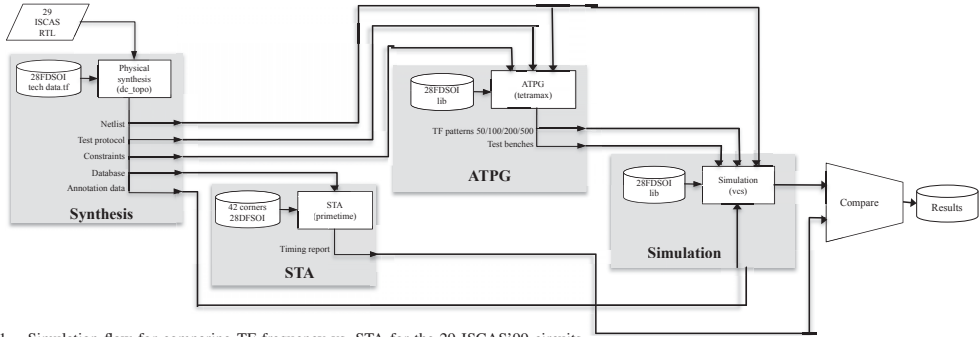 29
ISCAS
RTL
28FDSOI
tech data.tf
Physical
synthesis
(dc_topo)
Netlist
Test protocol
Constraints
Database
Annotation data
Synthesis
42 corners
28DFSOI
STA
[primetime)
Timing report
STA
28FDSOI
lib
ATPG
(tetramax)
TF patterns 50/100/200/500
Test benches
ATPG
28FDSOI
lib
Simulation
(vcs)
Simulation
Compare
Results
Simulation flow for comparing TF frequency vs. STA for the 29 ISCAS'99 circuits